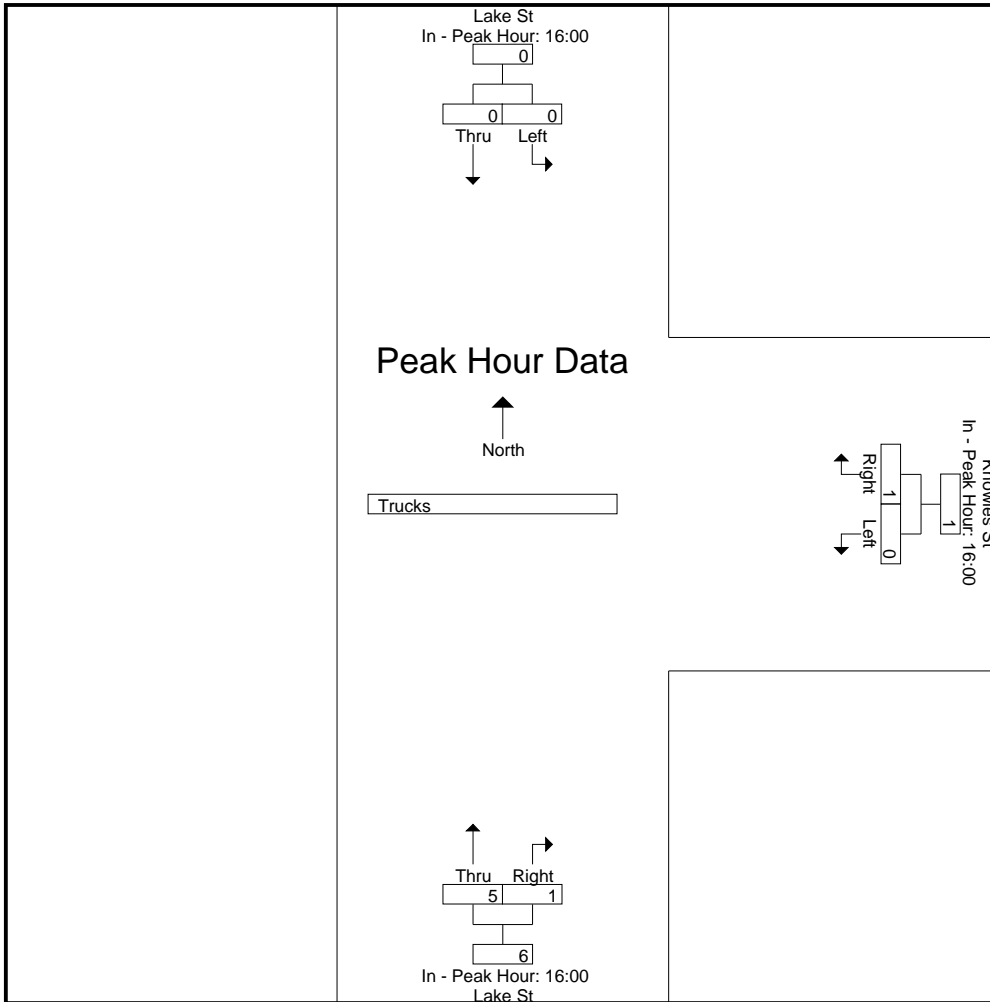 Lake St
In - Peak Hour: 16:00
0
0 0
Thru Left
Peak Hour Data
North
Trucks
Knowles St
In - Peak Hour: 16:00
1
Right Left
1 0
Thru Right
5 1
6
In - Peak Hour: 16:00
Lake St